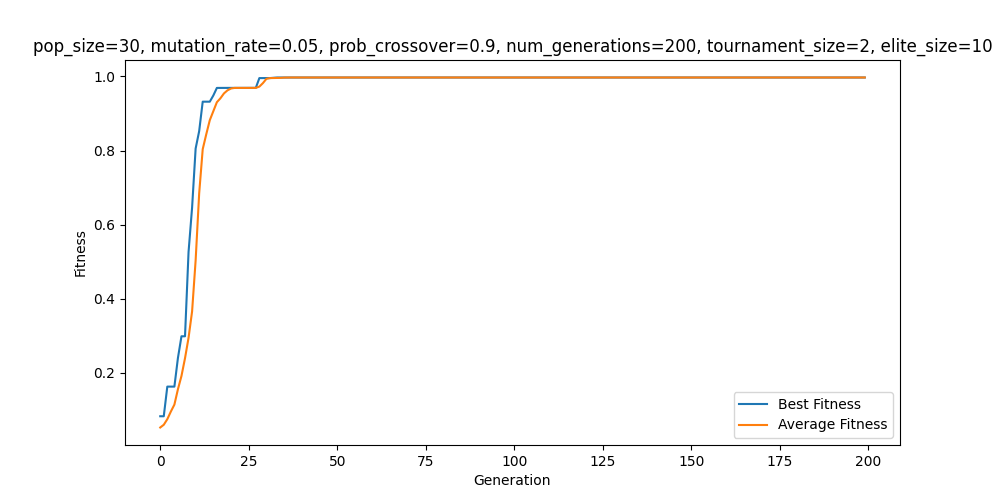 pop_size=30, mutation_rate=0.05, prob_crossover=0.9, num_generations=200, tournament_size=2, elite_size=10
1.0
0.8
0.6
0.4
0.2
Fitness
0 25 50 75 100 125 150 175 200
Generation
Best Fitness
Average Fitness